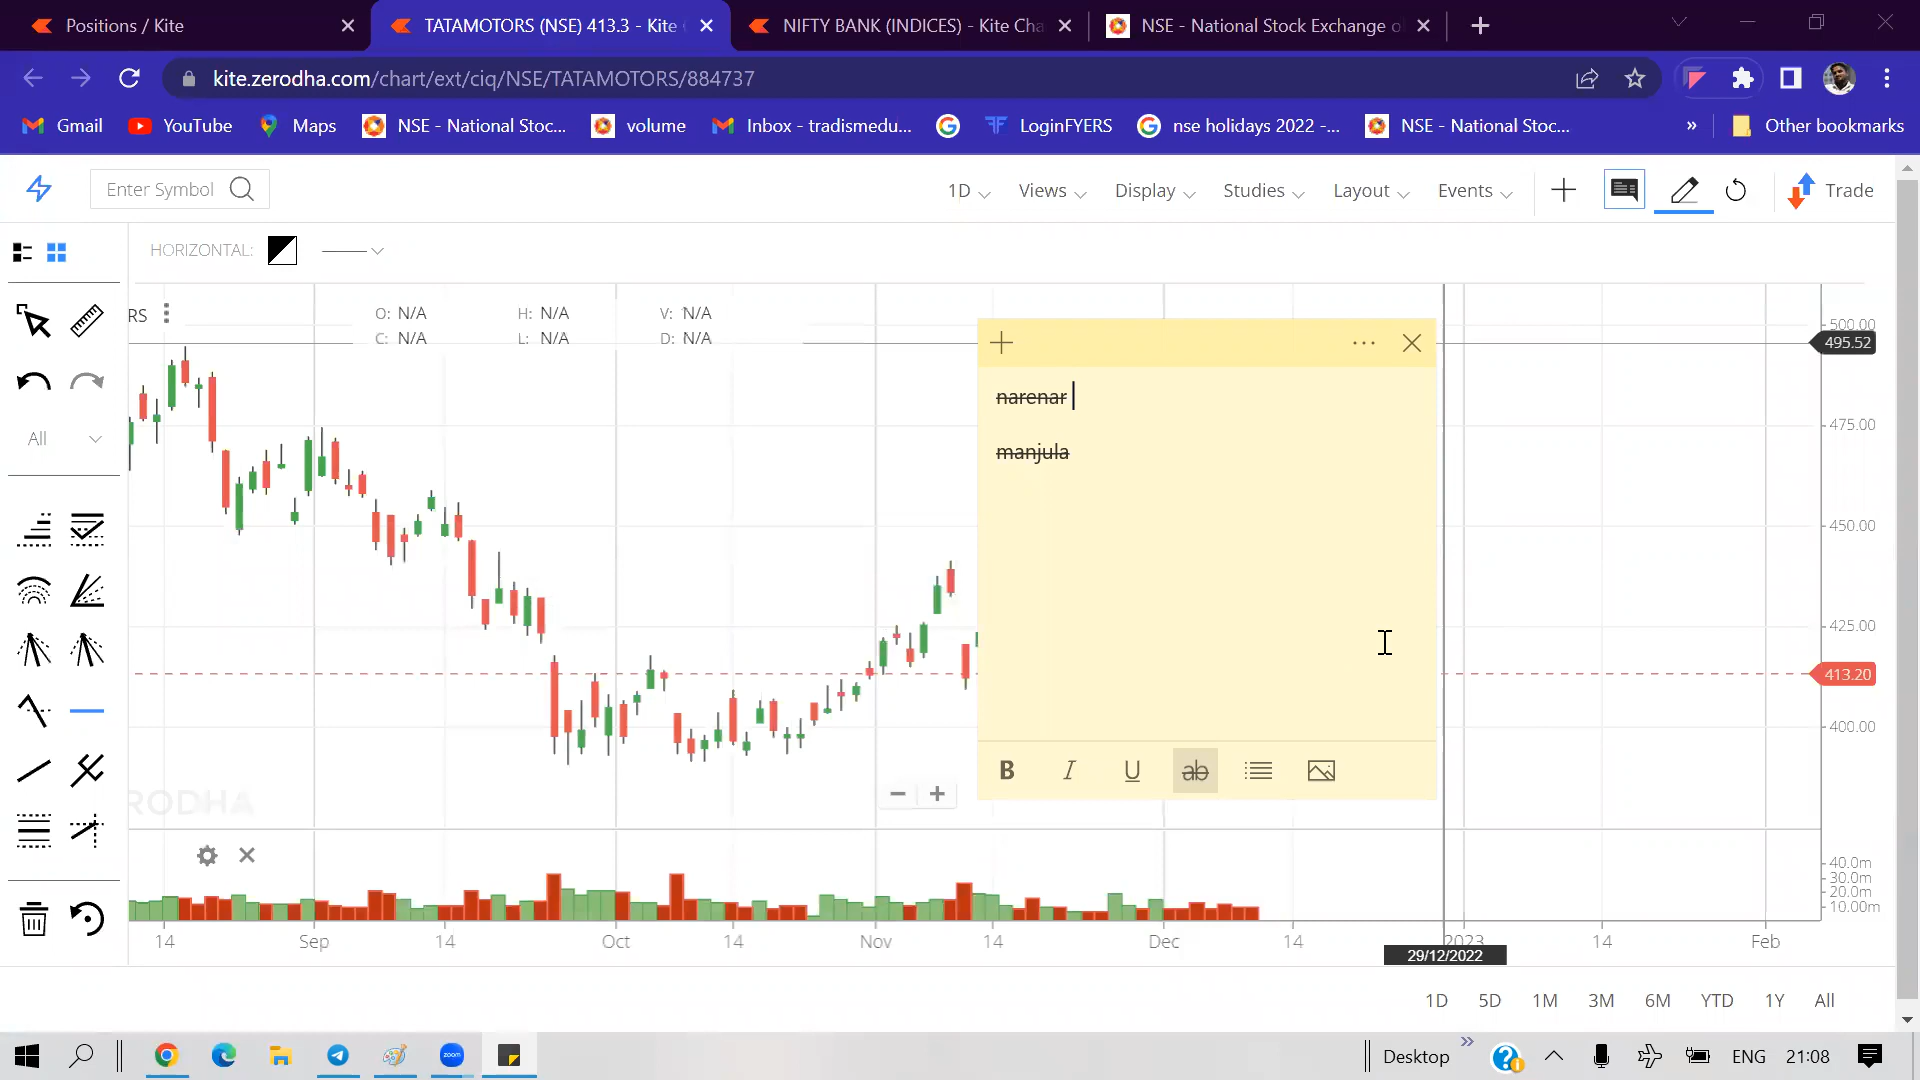 Positions / Kite
TATAMOTORS (NSE) 413.3 - Kite
NIFTY BANK (INDICES) - Kite Cha
NSE - National Stock Exchange o
kite.zerodha.com/chart/ext/ciq/NSE/TATAMOTORS/884737
Gmail
YouTube
Maps
NSE - National Stoc...
volume
Inbox - tradismedu...
LoginFYERS
nse holidays 2022 -...
NSE - National Stoc...
» Other bookmarks
Enter Symbol
1D
Views
Display
Studies
Layout
Events
Trade
HORIZONTAL:
RS
O: N/A H: N/A V: N/A
C: N/A L: N/A D: N/A
500.00
495.52
475.00
450.00
425.00
413.20
400.00
narenar
manjula
B I U ab
All
RODHA
40.0m
30.0m
20.0m
10.00m
14 Sep 14 Oct 14 Nov 14 Dec 14 2023 14 Feb
29/12/2022
1D 5D 1M 3M 6M YTD 1Y All
zoom
Desktop
ENG
21:08